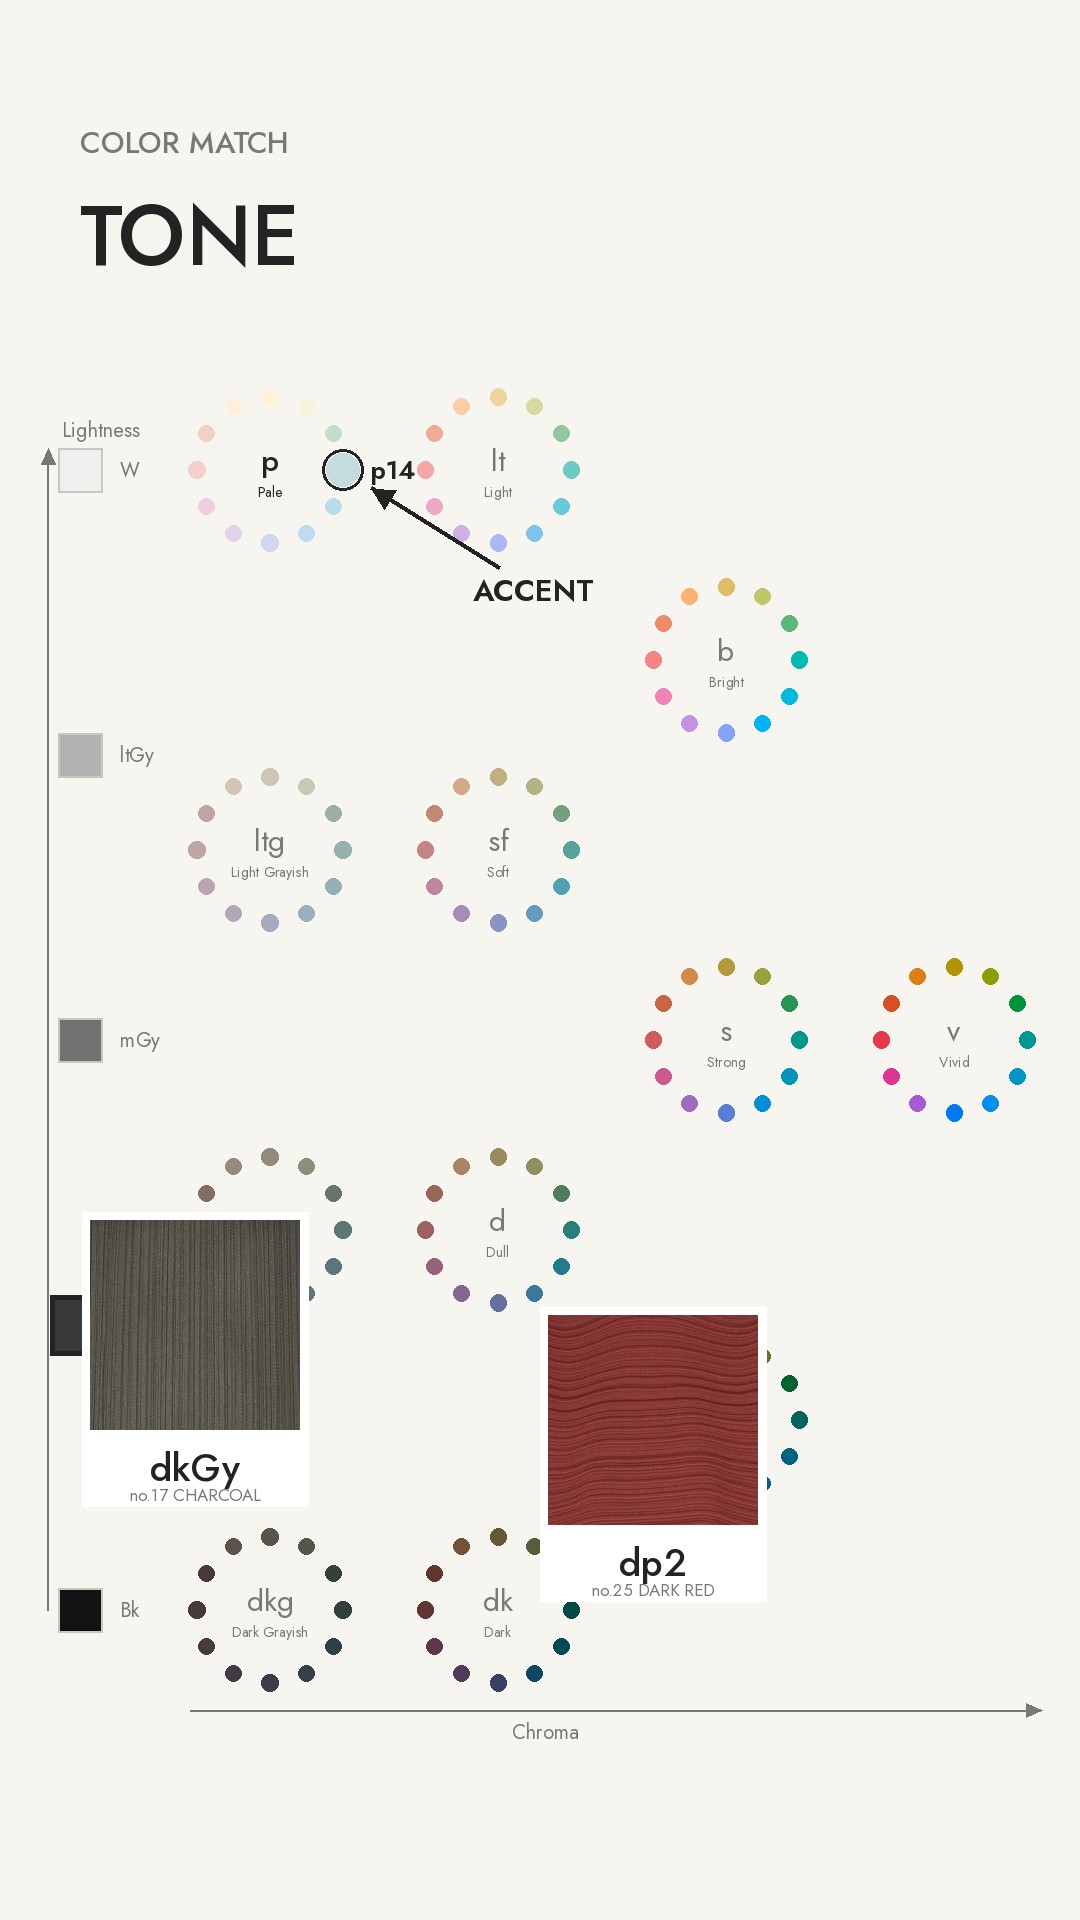 COLOR MATCH
TONE
Lightness
W
p
Pale
p14
lt
Light
ACCENT
b
Bright
ltGy
ltg
Light Grayish
sf
Soft
mGy
s
Strong
v
Vivid
d
Dull
dkGy
no.17 CHARCOAL
dp2
no.25 DARK RED
Bk
dkg
Dark Grayish
dk
Dark
Chroma